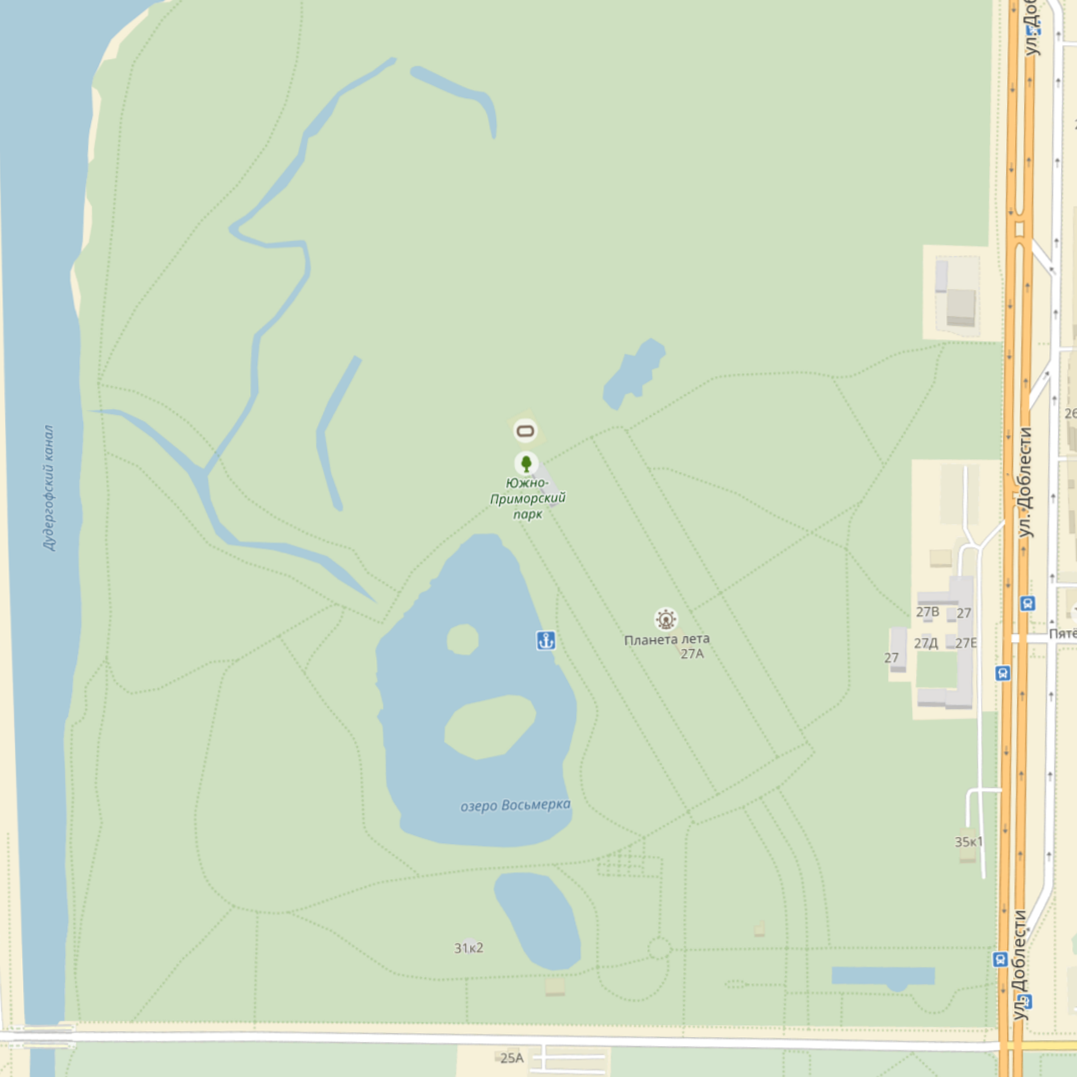 ул. Доб
26
Дудергофский канал
Южно-
Приморский
парк
ул. Доблести
27В
27
Планета лета
27А
27Д
27Е
27
Пятё
озеро Восьмерка
35к1
31к2
ул. Доблести
25А